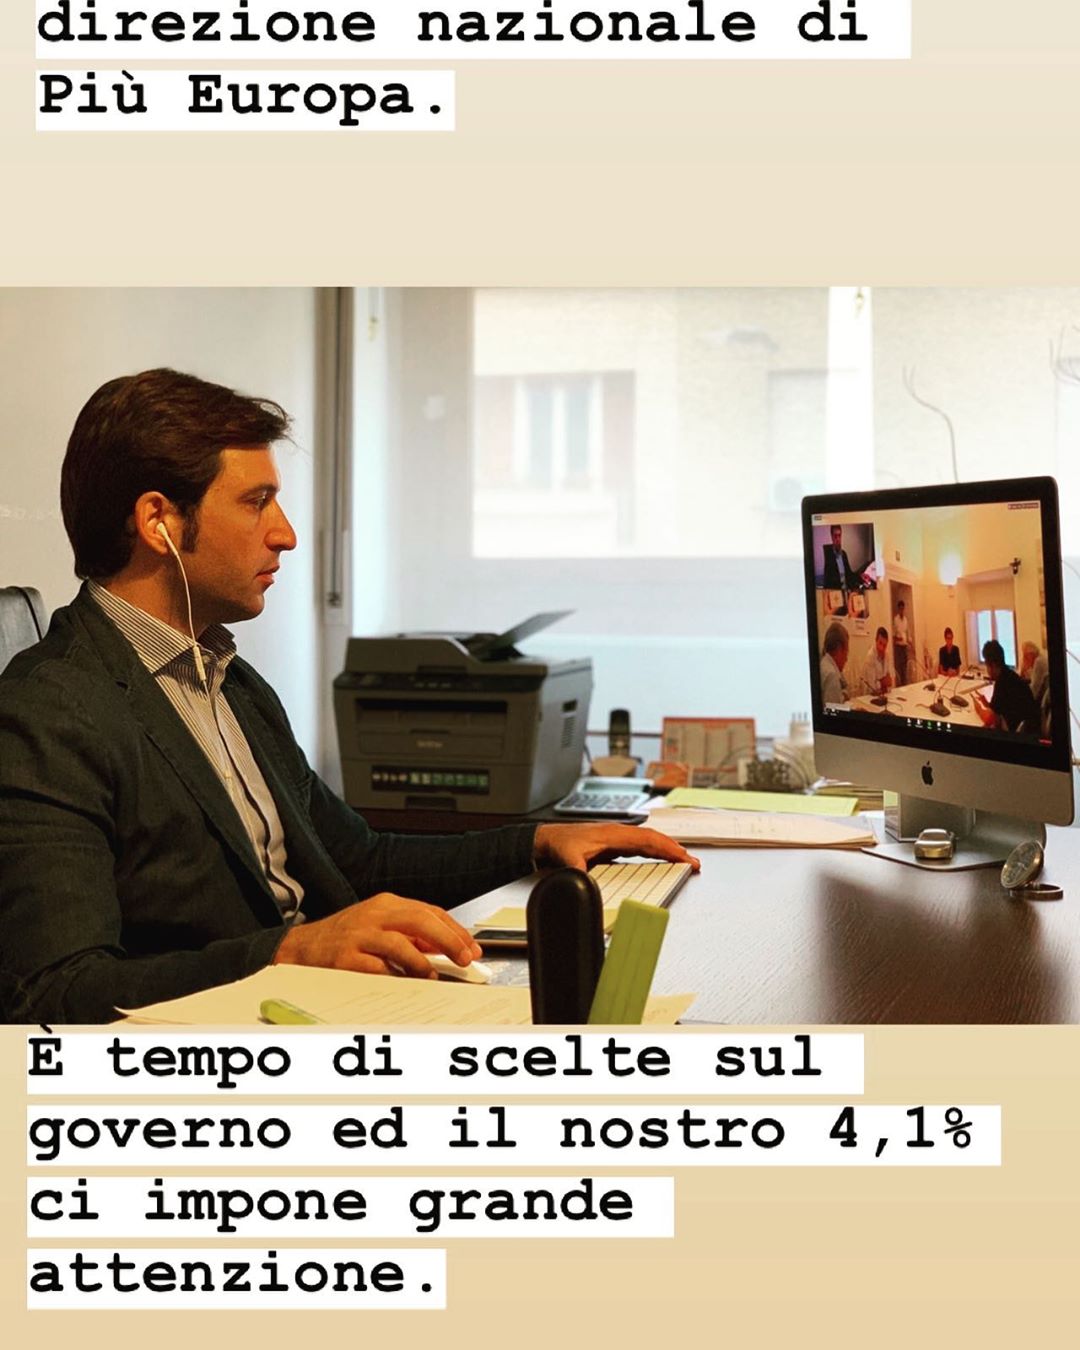 direzione nazionale di
Più Europa.
È tempo di scelte sul
governo ed il nostro 4,1%
ci impone grande
attenzione.